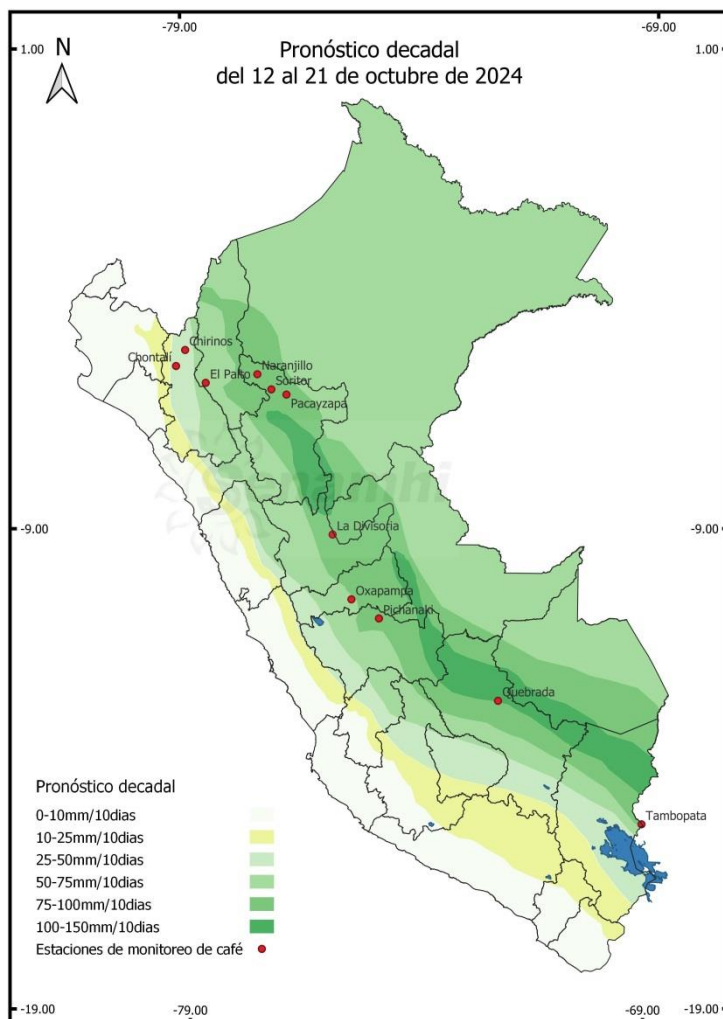 -79.00
-69.00
1.00
1.00
N
Pronóstico decadal
del 12 al 21 de octubre de 2024
Chirinos
Chontalí
El Palto
Naranjillo
Soritor
Pacayzapa
Senamhi
-9.00
-9.00
La Divisoria
Oxapampa
Pichanaki
Quebrada
Tambopata
Pronóstico decadal
0-10mm/10dias
10-25mm/10dias
25-50mm/10dias
50-75mm/10dias
75-100mm/10dias
100-150mm/10dias
Estaciones de monitoreo de café
-19.00
-19.00
-79.00
-69.00